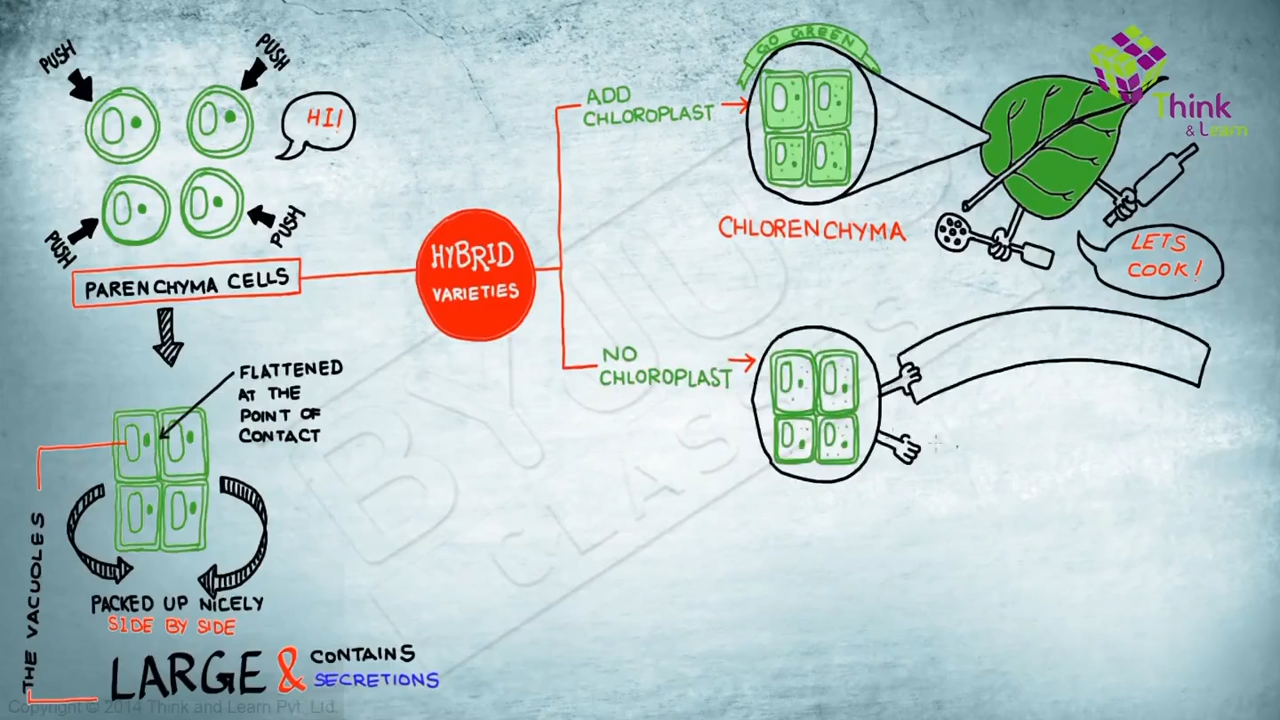 PUSH
PUSH
HI!
PUSH
PUSH
PARENCHYMA CELLS
FLATTENED
AT THE
POINT OF
CONTACT
THE VACUOLES
PACKED UP NICELY
SIDE BY SIDE
LARGE & CONTAINS
SECRETIONS
HYBRID
VARIETIES
ADD
CHLOROPLAST
GO GREEN
CHLORENCHYMA
LETS
COOK!
NO
CHLOROPLAST
Think
& Learn
BYJU'S
CLASSES
Copyright © 2014 Think and Learn Pvt. Ltd.